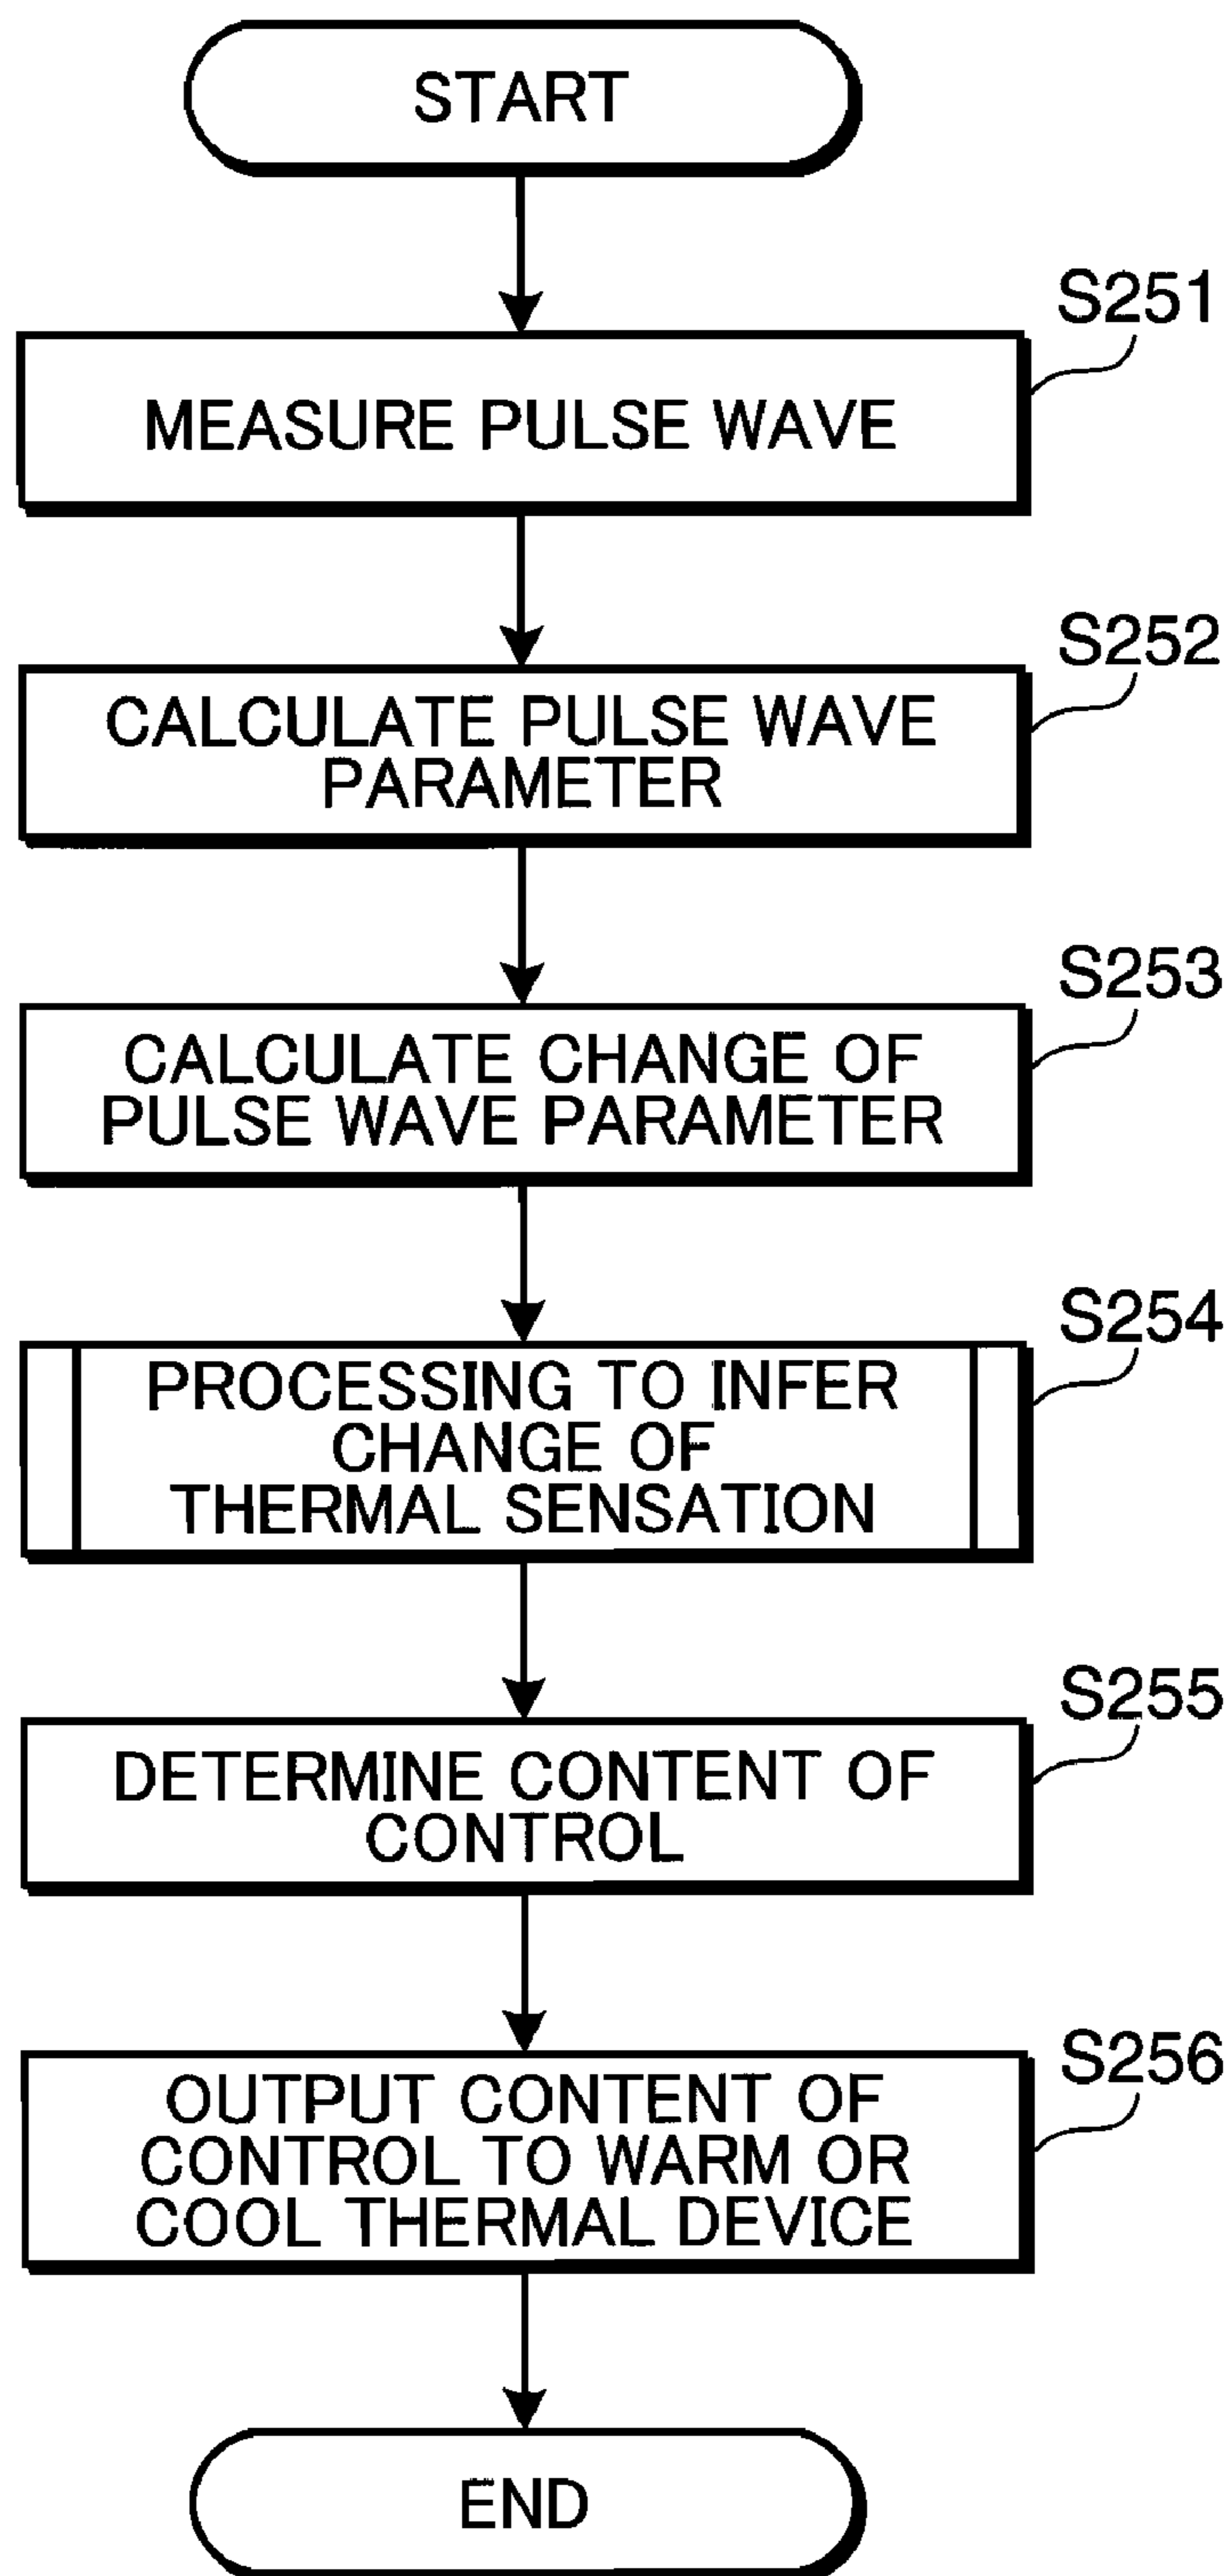 START
S251
MEASURE PULSE WAVE
S252
CALCULATE PULSE WAVE
PARAMETER
S253
CALCULATE CHANGE OF
PULSE WAVE PARAMETER
S254
PROCESSING TO INFER
CHANGE OF
THERMAL SENSATION
S255
DETERMINE CONTENT OF
CONTROL
S256
OUTPUT CONTENT OF
CONTROL TO WARM OR
COOL THERMAL DEVICE
END